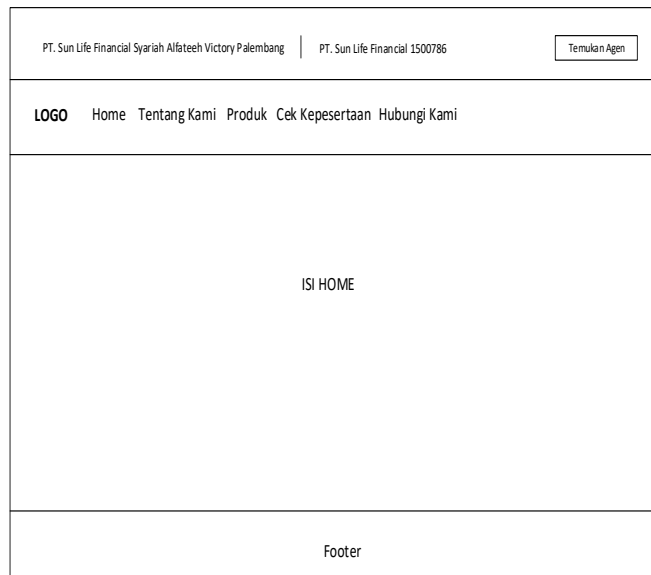 PT. Sun Life Financial Syariah Alfateeh Victory Palembang PT. Sun Life Financial 1500786 Temukan Agen
LOGO Home Tentang Kami Produk Cek Kepesertaan Hubungi Kami
ISI HOME
Footer